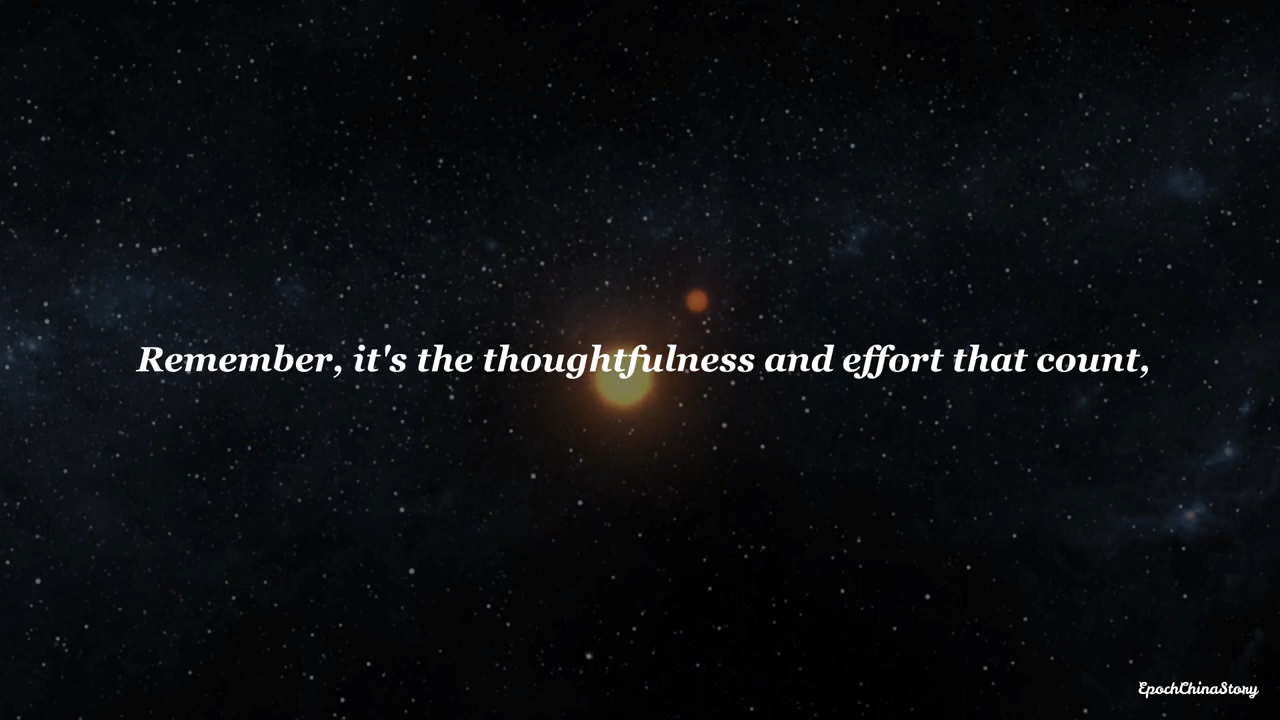 Remember, it's the thoughtfulness and effort that count,
EpochChinaStory